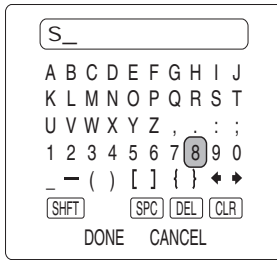 S_
A B C D E F G H I J
K L M N O P Q R S T
U V W X Y Z , . : ;
1 2 3 4 5 6 7 8 9 0
_ — ( ) [ ] { } ← →
SHFT SPC DEL CLR
DONE CANCEL